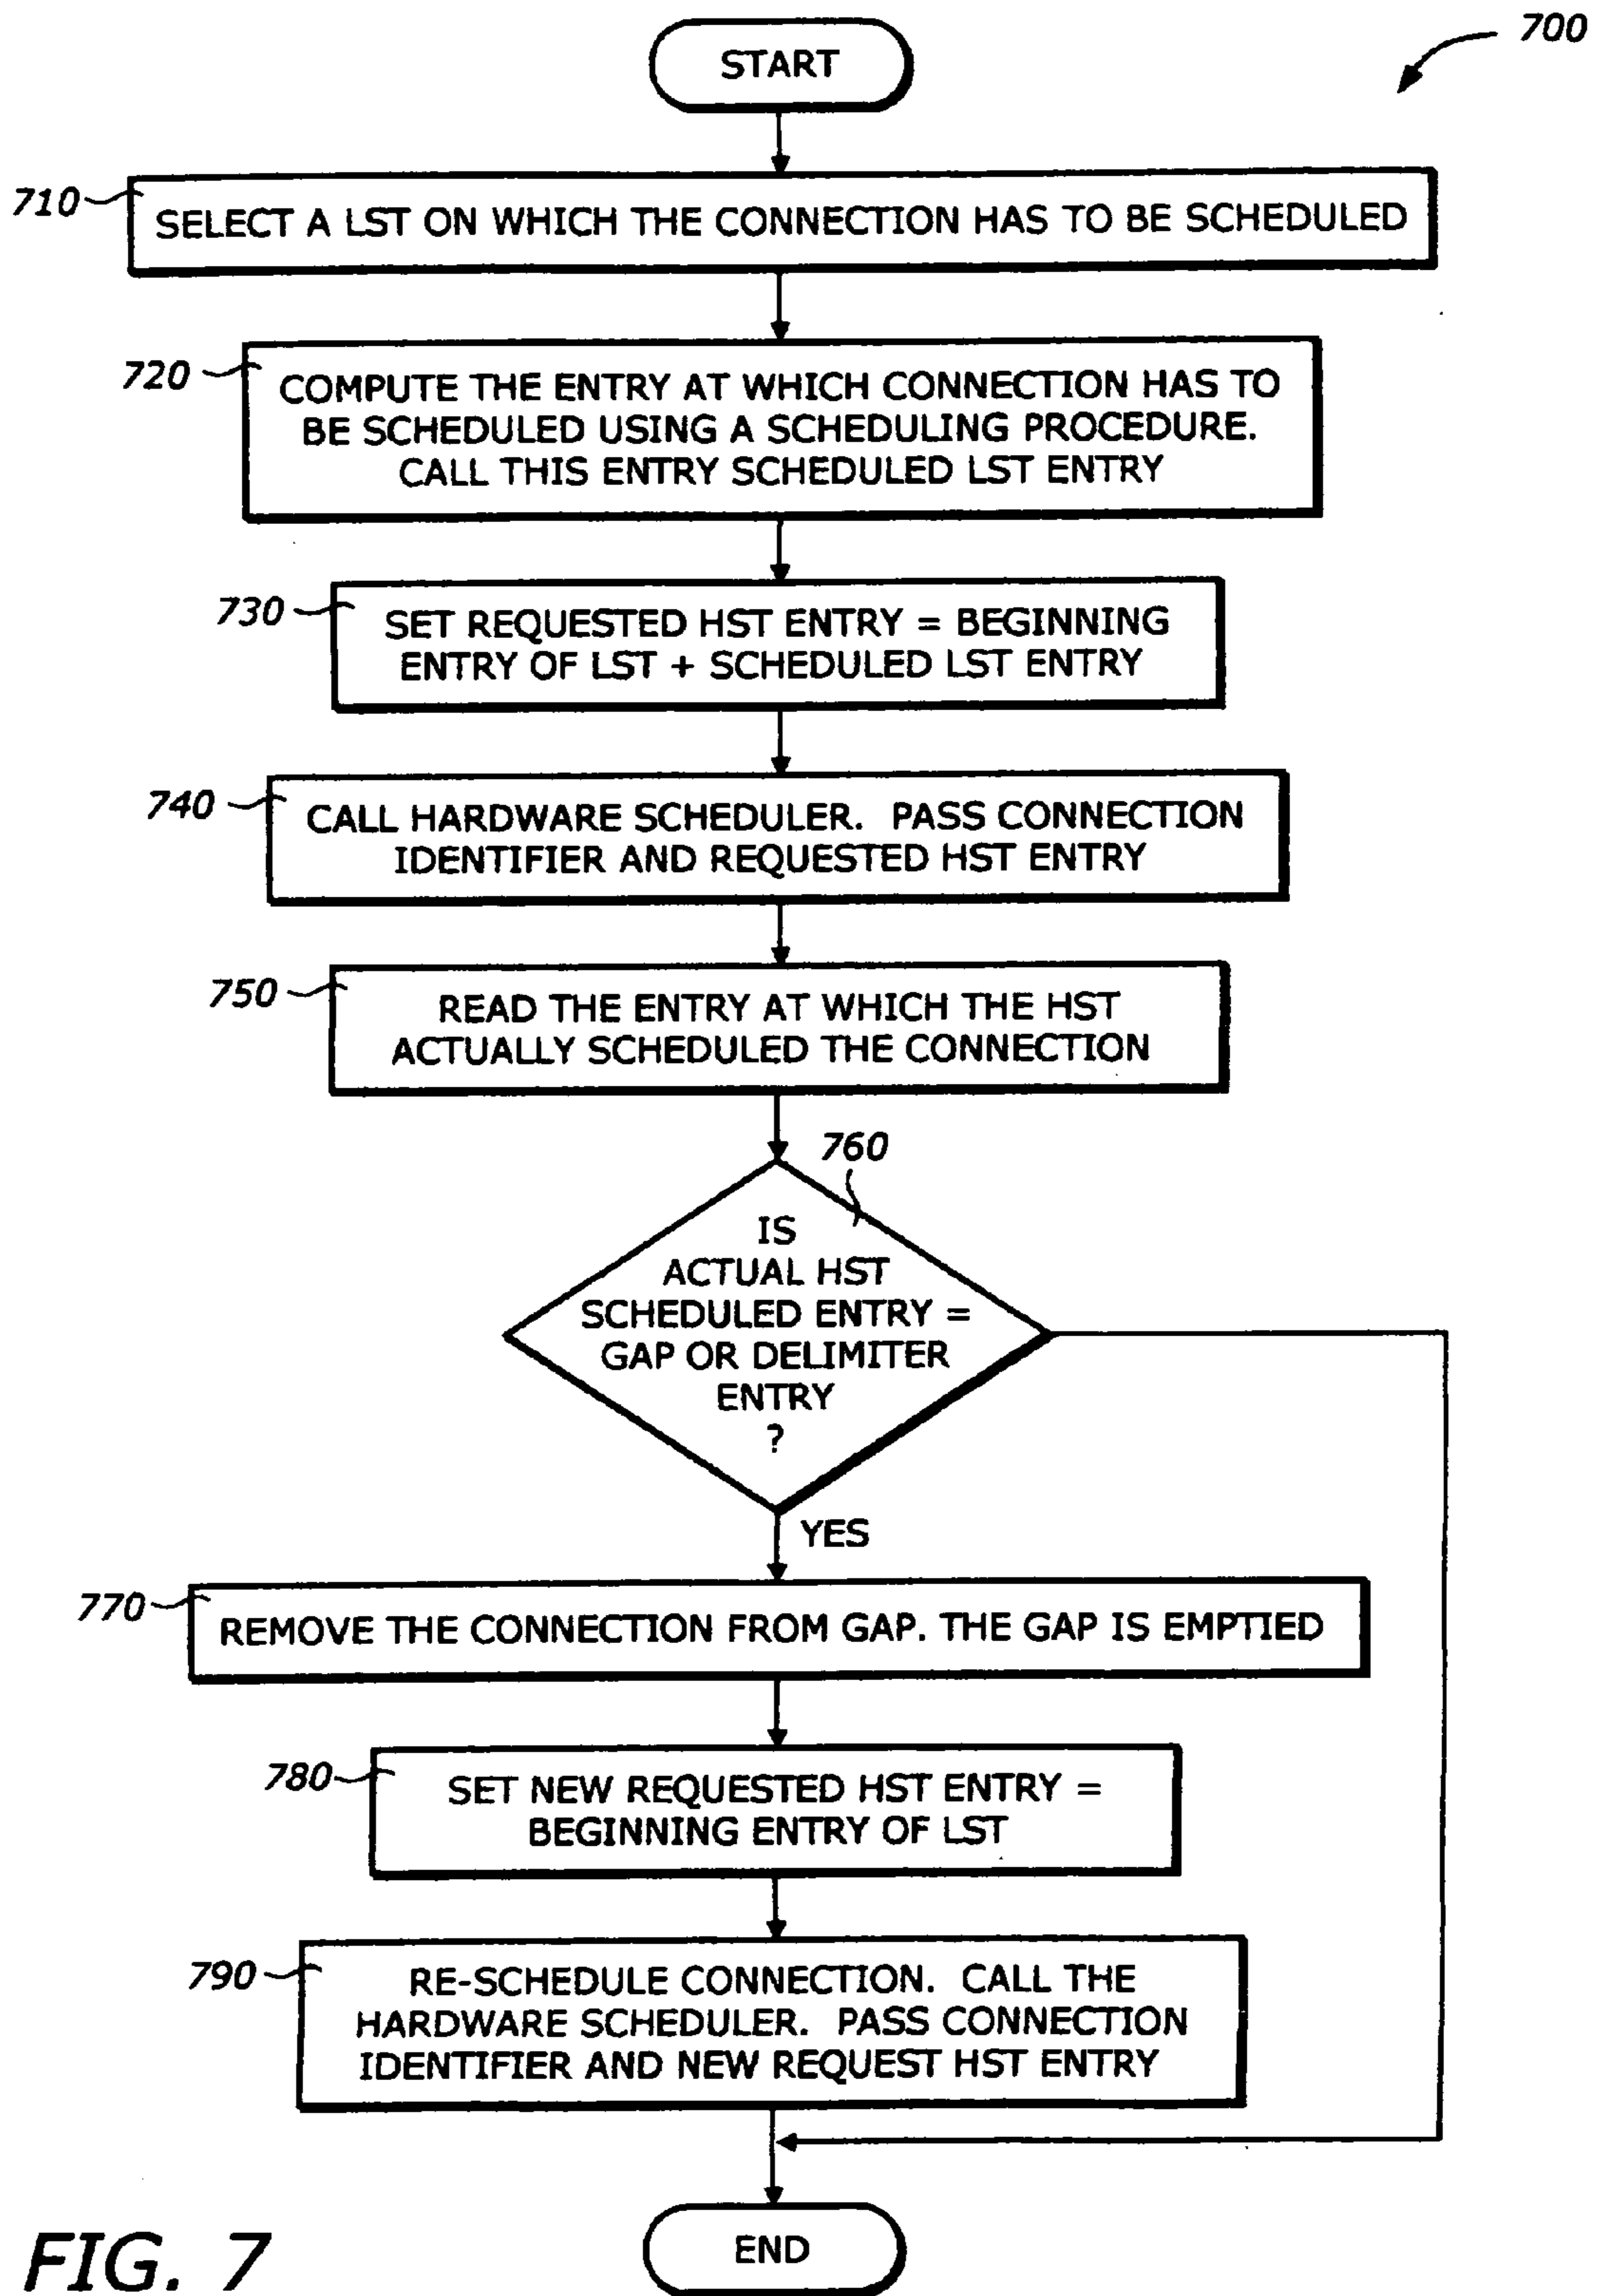 START
700
710
SELECT A LST ON WHICH THE CONNECTION HAS TO BE SCHEDULED
720
COMPUTE THE ENTRY AT WHICH CONNECTION HAS TO
BE SCHEDULED USING A SCHEDULING PROCEDURE.
CALL THIS ENTRY SCHEDULED LST ENTRY
730
SET REQUESTED HST ENTRY = BEGINNING
ENTRY OF LST + SCHEDULED LST ENTRY
740
CALL HARDWARE SCHEDULER. PASS CONNECTION
IDENTIFIER AND REQUESTED HST ENTRY
750
READ THE ENTRY AT WHICH THE HST
ACTUALLY SCHEDULED THE CONNECTION
760
IS
ACTUAL HST
SCHEDULED ENTRY =
GAP OR DELIMITER
ENTRY
?
YES
770
REMOVE THE CONNECTION FROM GAP. THE GAP IS EMPTIED
780
SET NEW REQUESTED HST ENTRY =
BEGINNING ENTRY OF LST
790
RE-SCHEDULE CONNECTION. CALL THE
HARDWARE SCHEDULER. PASS CONNECTION
IDENTIFIER AND NEW REQUEST HST ENTRY
END
FIG. 7